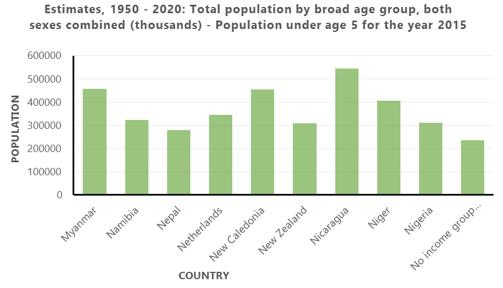 Estimates, 1950 - 2020: Total population by broad age group, both
sexes combined (thousands) - Population under age 5 for the year 2015
600000
500000
400000
300000
200000
100000
0
POPULATION
Myanmar
Namibia
Nepal
Netherlands
New Caledonia
New Zealand
Nicaragua
Niger
Nigeria
No income group...
COUNTRY